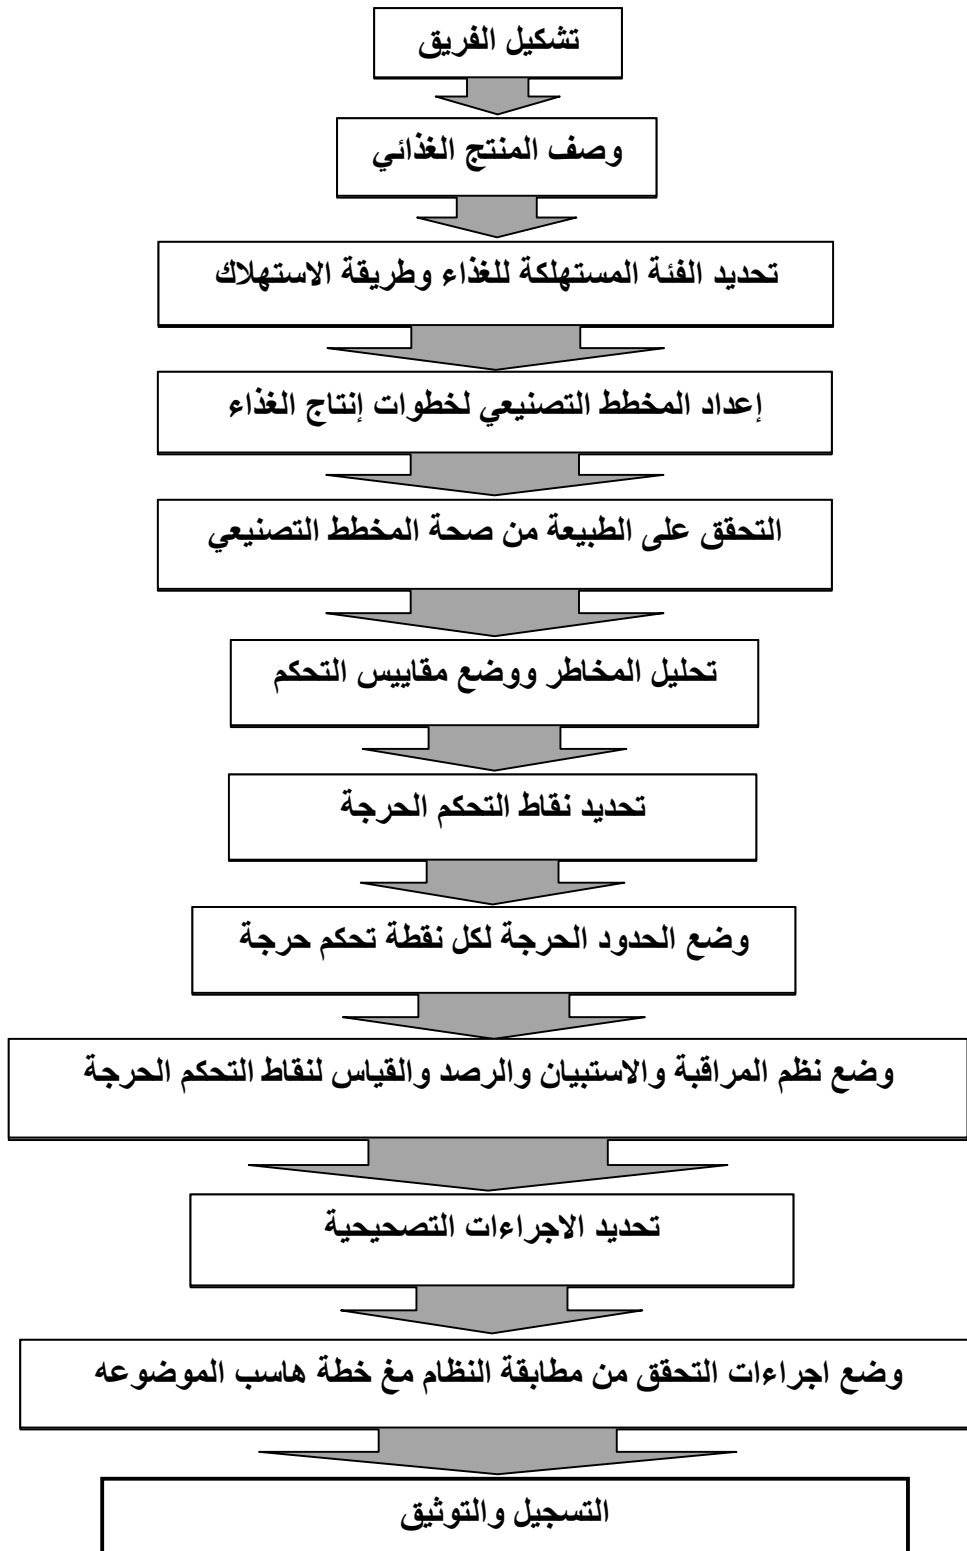 تشكيل الفريق
وصف المنتج الغذائي
تحديد الفئة المستهلكة للغذاء وطريقة الاستهلاك
إعداد المخطط التصنيعي لخطوات إنتاج الغذاء
التحقق على الطبيعة من صحة المخطط التصنيعي
تحليل المخاطر ووضع مقاييس التحكم
تحديد نقاط التحكم الحرجة
وضع الحدود الحرجة لكل نقطة تحكم حرجة
وضع نظم المراقبة والاستبيان والرصد والقياس لنقاط التحكم الحرجة
تحديد الاجراءات التصحيحية
وضع اجراءات التحقق من مطابقة النظام مغ خطة هاسب الموضوعه
التسجيل والتوثيق